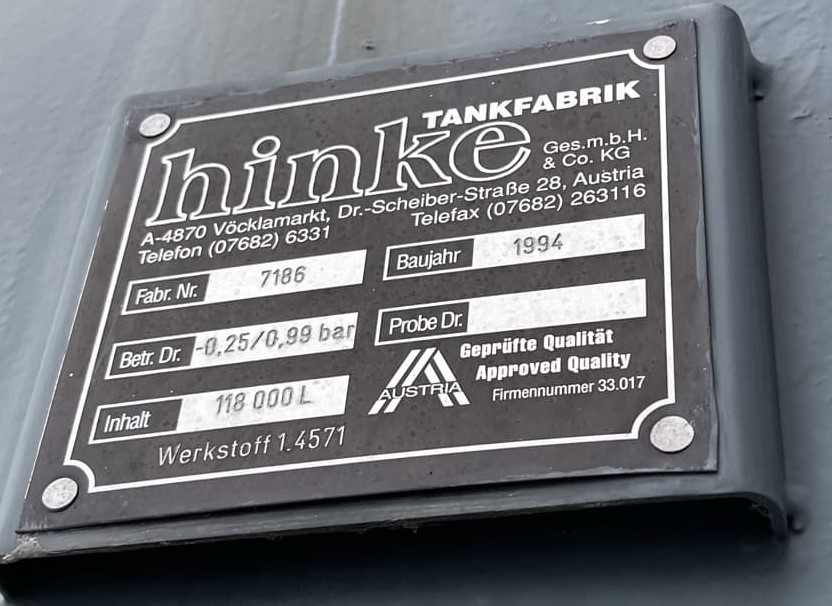 TANKFABRIK
hinke Ges.m.b.H.
& Co. KG
A-4870 Vöcklamarkt, Dr.-Scheiber-Straße 28, Austria
Telefon (07682) 6331 Telefax (07682) 263116
Fabr. Nr. 7186 Baujahr 1994
Betr. Dr. -0,25/0,99 bar Probe Dr.
Inhalt 118 000 L
AUSTRIA
Geprüfte Qualität
Approved Quality
Firmennummer 33.017
Werkstoff 1.4571